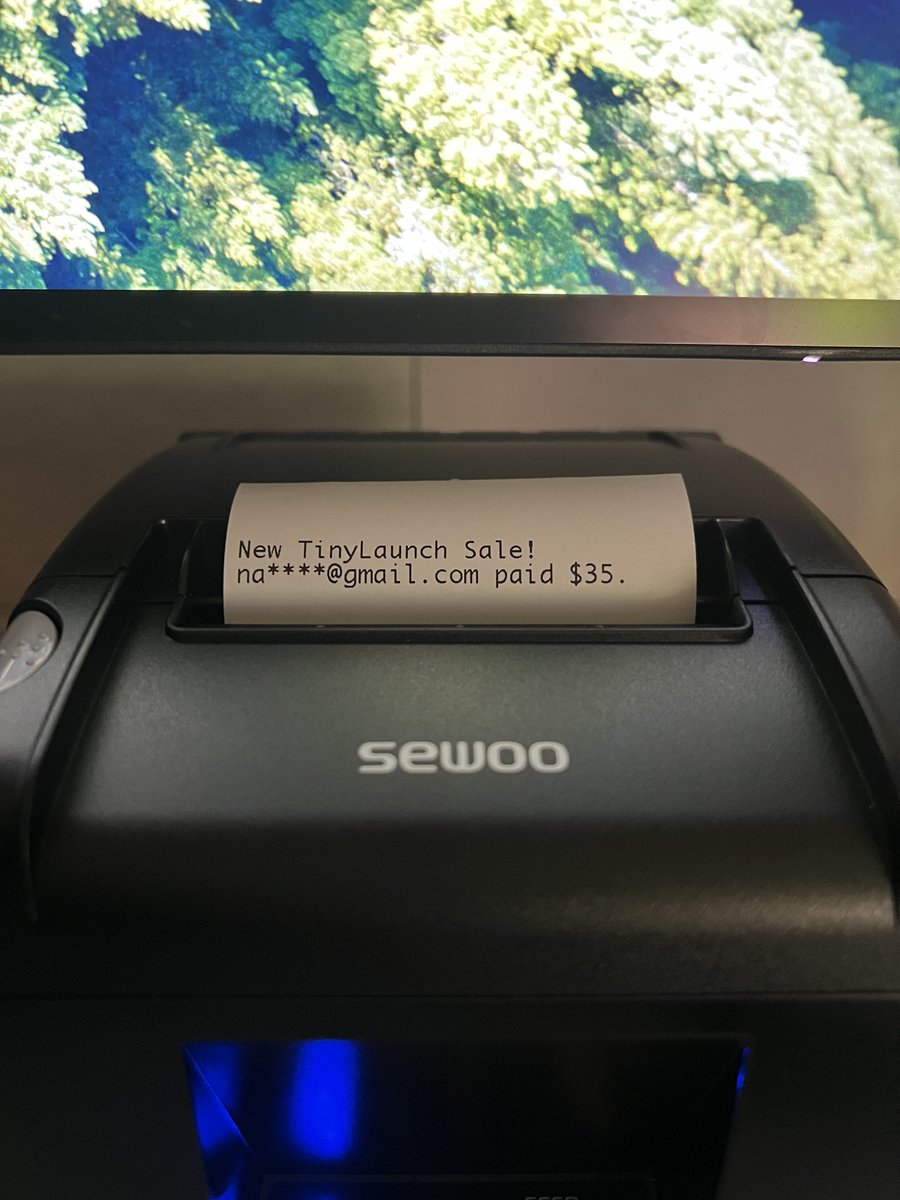 New TinyLaunch Sale!
na****@gmail.com paid $35.
sewoo